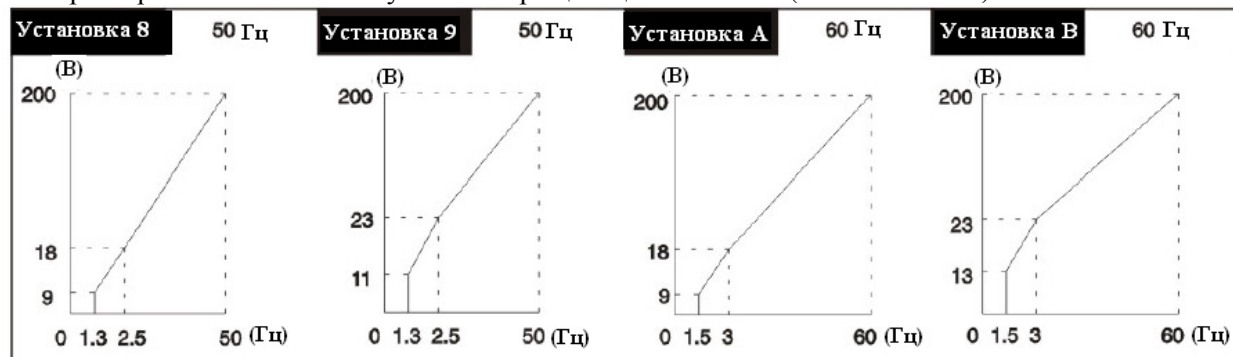 Установка 8 50 Гц Установка 9 50 Гц Установка А 60 Гц Установка В 60 Гц
(В) (В) (В) (В)
200 200 200 200
18 23 18 23
9 11 9 13
0 1.3 2.5 50 (Гц) 0 1.3 2.5 50 (Гц) 0 1.5 3 60 (Гц) 0 1.5 3 60 (Гц)